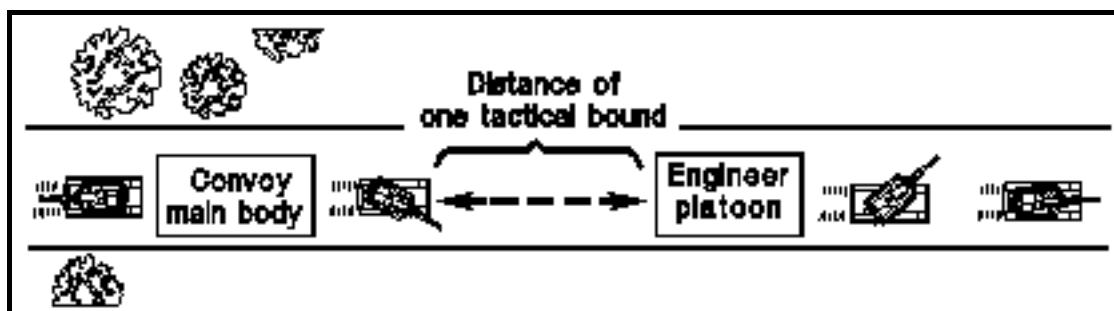 Distance of
one tactical bound
Convoy
main body
Engineer
platoon